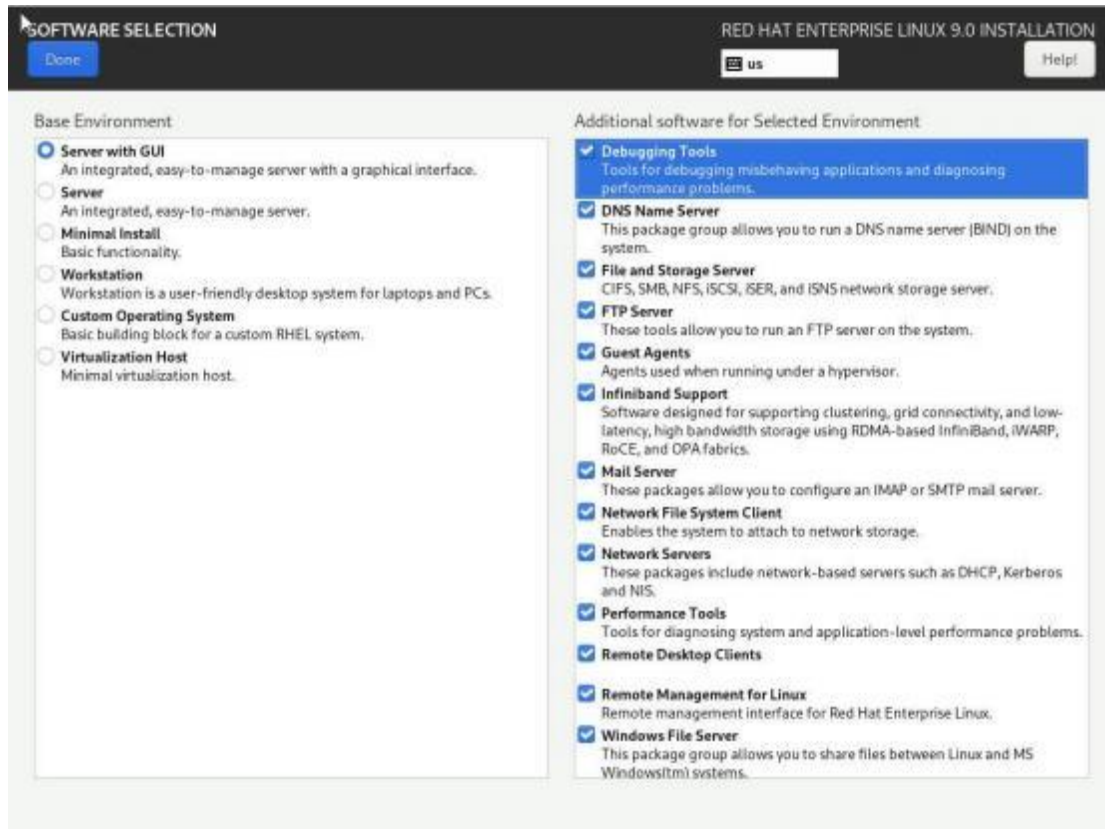 SOFTWARE SELECTION
RED HAT ENTERPRISE LINUX 9.0 INSTALLATION
Done
us
Help!
Base Environment
Server with GUI
An integrated, easy-to-manage server with a graphical interface.
Server
An integrated, easy-to-manage server.
Minimal Install
Basic functionality.
Workstation
Workstation is a user-friendly desktop system for laptops and PCs.
Custom Operating System
Basic building block for a custom RHEL system.
Virtualization Host
Minimal virtualization host.
Additional software for Selected Environment
Debugging Tools
Tools for debugging misbehaving applications and diagnosing
performance problems.
DNS Name Server
This package group allows you to run a DNS name server (BIND) on the
system.
File and Storage Server
CIFS, SMB, NFS, iSCSI, iSER, and iSNS network storage server.
FTP Server
These tools allow you to run an FTP server on the system.
Guest Agents
Agents used when running under a hypervisor.
Infiniband Support
Software designed for supporting clustering, grid connectivity, and low-
latency, high bandwidth storage using RDMA-based InfiniBand, iWARP,
RoCE, and OPA fabrics.
Mail Server
These packages allow you to configure an IMAP or SMTP mail server.
Network File System Client
Enables the system to attach to network storage.
Network Servers
These packages include network-based servers such as DHCP, Kerberos
and NIS.
Performance Tools
Tools for diagnosing system and application-level performance problems.
Remote Desktop Clients
Remote Management for Linux
Remote management interface for Red Hat Enterprise Linux.
Windows File Server
This package group allows you to share files between Linux and MS
Windows(tm) systems.